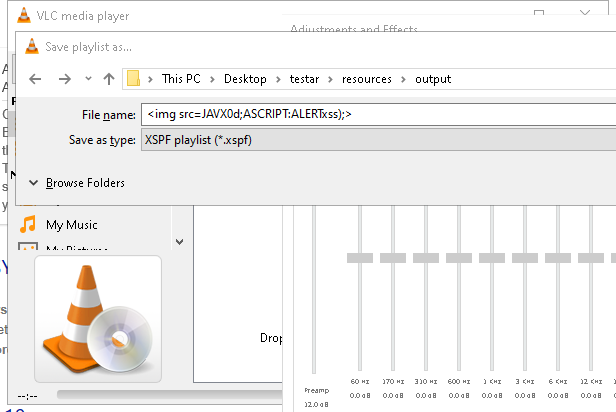 VLC media player
Adjustments and Effects
Save playlist as...
This PC > Desktop > testar > resources > output
File name: <img src=JAVX0d;ASCRIPT:ALERTxss);>
Save as type: XSPF playlist (*.xspf)
Browse Folders
My Music
My Pictures
Drop
60 Hz 170 Hz 310 Hz 600 Hz 1 KHz 3 KHz 6 KHz 12 KHz
Preamp 0.0 dB 0.0 dB 0.0 dB 0.0 dB 0.0 dB 0.0 dB 0.0 dB 0.0
12.0 dB
--:--